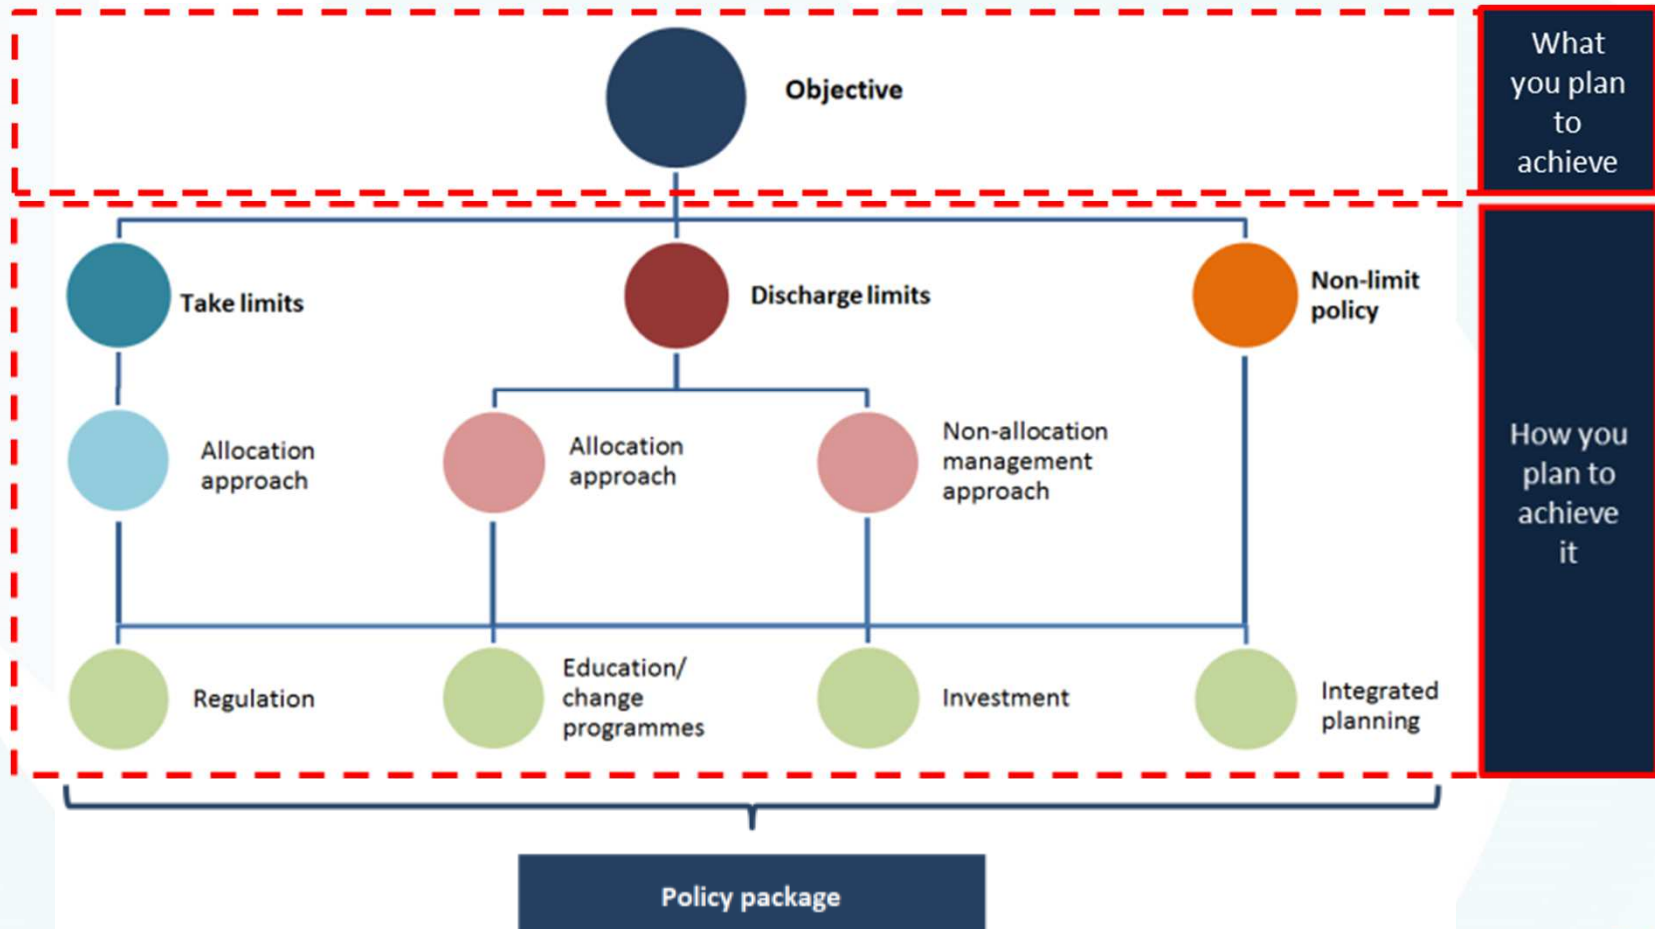 Objective
What
you plan
to
achieve
Take limits
Discharge limits
Non-limit
policy
Allocation
approach
Allocation
approach
Non-allocation
management
approach
How you
plan to
achieve
it
Regulation
Education/
change
programmes
Investment
Integrated
planning
Policy package